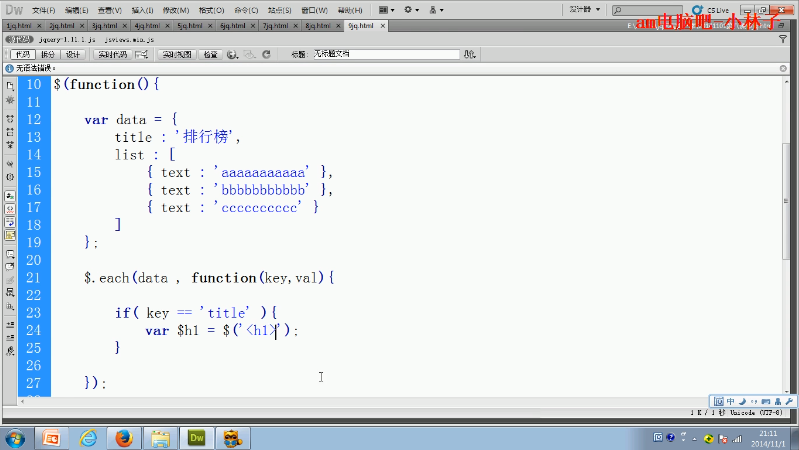 Dw 文件(F) 编辑(E) 查看(V) 插入(I) 修改(M) 格式(O) 命令(C) 站点(S) 窗口(W) 帮助(H) 设计器 CS Live
am电脑吧--小林子
1jq.html 2jq.html 3jq.html 4jq.html 5jq.html 6jq.html 7jq.html 8jq.html 9jq.html
源代码 jquery-1.11.1.js jsviews.min.js
代码 拆分 设计 实时代码 实时视图 检查 标题: 无标题文档
无语法错误
10 $(function(){
11
12 var data = {
13 title : '排行榜',
14 list : [
15 { text : 'aaaaaaaaaaa' },
16 { text : 'bbbbbbbbbbb' },
17 { text : 'cccccccccc' }
18 ]
19 };
20
21 $.each(data , function(key,val){
22
23 if( key == 'title' ){
24 var $h1 = $('<h1>');
25 }
26
27 });
1 K / 1 秒 Unicode (UTF-8)
中
Dw
21:11
2014/11/1